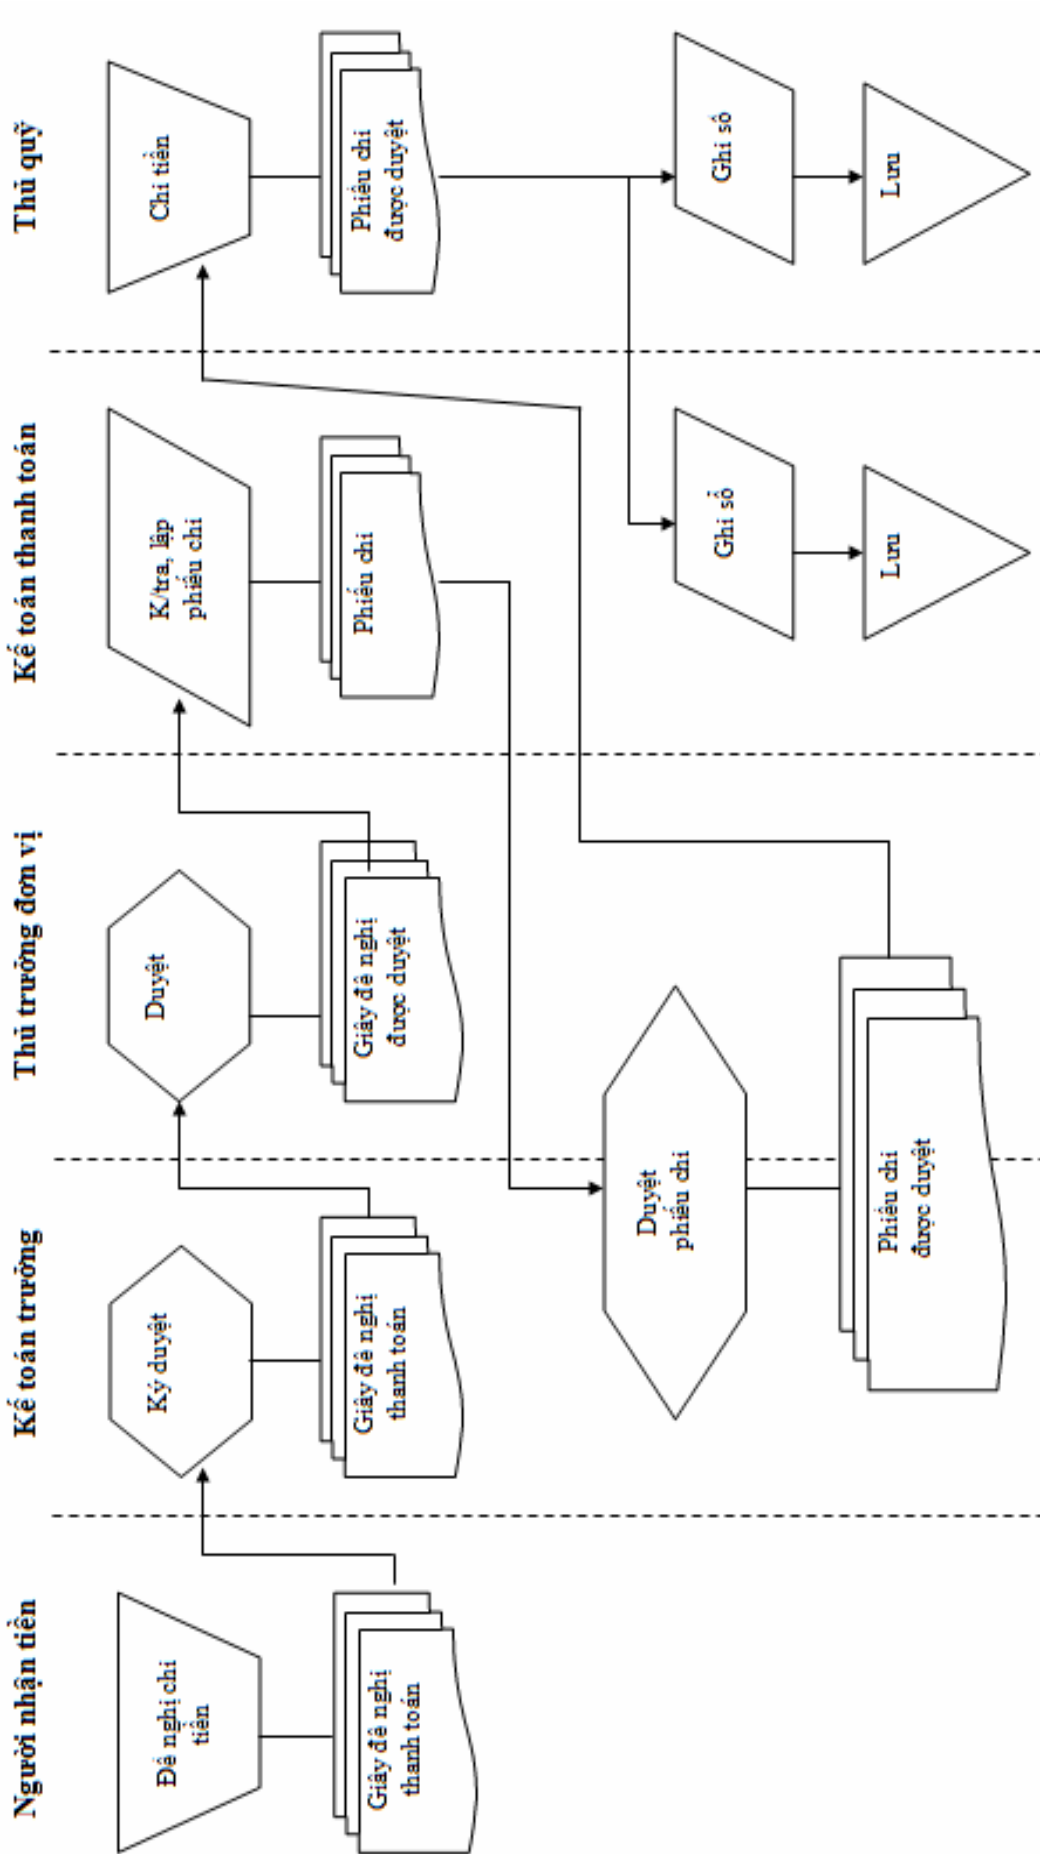 Người nhận tiền
Kế toán trưởng
Thủ trưởng đơn vị
Kế toán thanh toán
Thủ quỹ
Đề nghị chi
tiền
Ký duyệt
Duyệt
K/tra, lập
phiếu chi
Chi tiền
Giấy đề nghị
thanh toán
Giấy đề nghị
thanh toán
Giấy đề nghị
được duyệt
Phiếu chi
Phiếu chi
được duyệt
Duyệt
phiếu chi
Ghi sổ
Ghi sổ
Phiếu chi
được duyệt
Lưu
Lưu